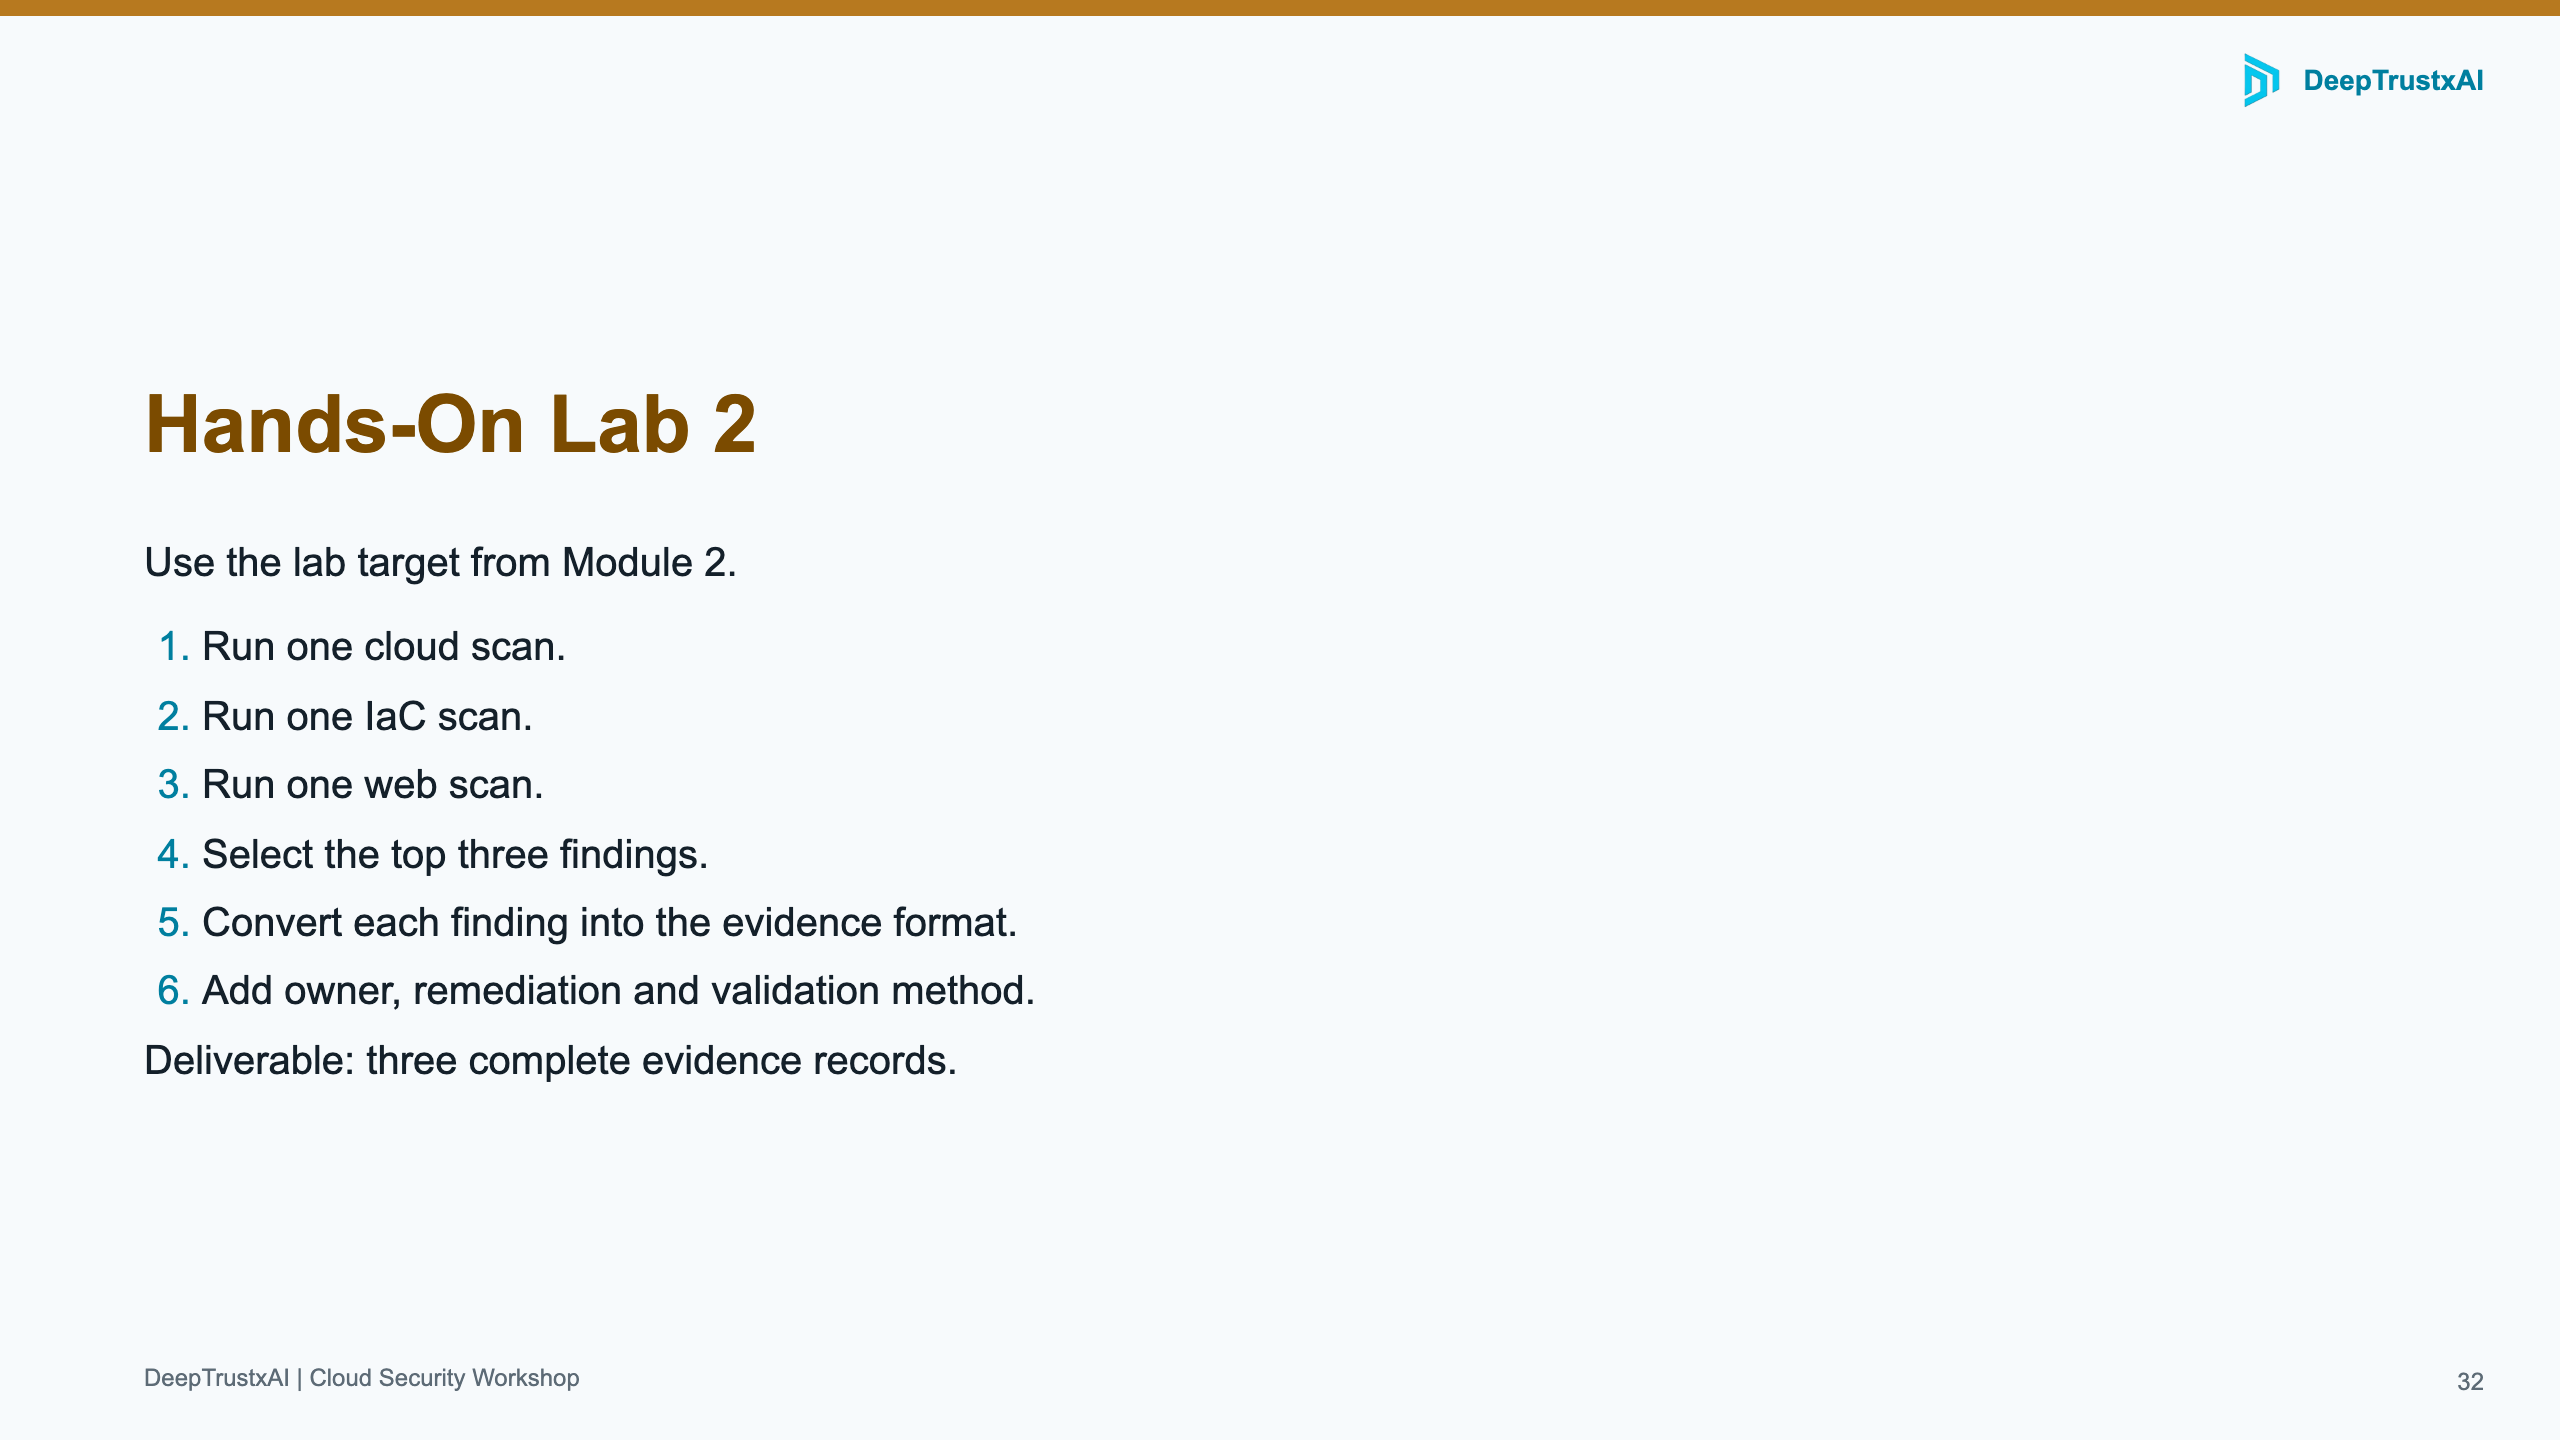 DeepTrustxAI
Hands-On Lab 2
Use the lab target from Module 2.
1. Run one cloud scan.
2. Run one IaC scan.
3. Run one web scan.
4. Select the top three findings.
5. Convert each finding into the evidence format.
6. Add owner, remediation and validation method.
Deliverable: three complete evidence records.
DeepTrustxAI | Cloud Security Workshop
32